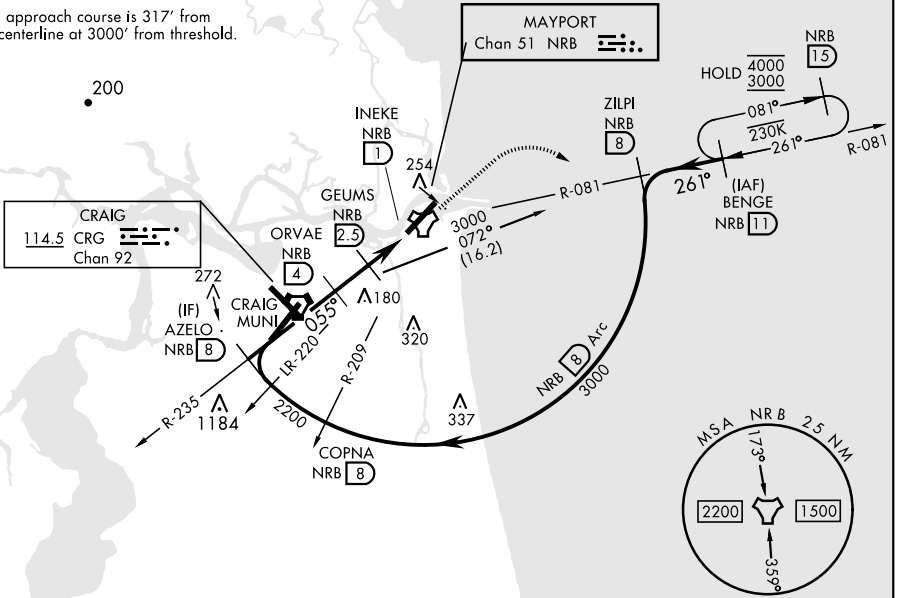 approach course is 317' from
centerline at 3000' from threshold.
200
MAYPORT
Chan 51 NRB
NRB
15
HOLD 4000
3000
081°
230K
261°
R-081
ZILPI
NRB
8
261°
(IAF)
BENGE
NRB 11
INEKE
NRB
1
254
GEUMS
NRB
2.5
R-081
3000
072°
(16.2)
CRAIG
114.5 CRG
Chan 92
ORVAE
NRB
4
272
CRAIG
MUNI
055°
180
(IF)
AZELO
NRB 8
LR-220
R-209
320
NRB 8 Arc
3000
R-235
1184
2200
337
COPNA
NRB 8
MSA NRB 25 NM
173°
2200
1500
359°